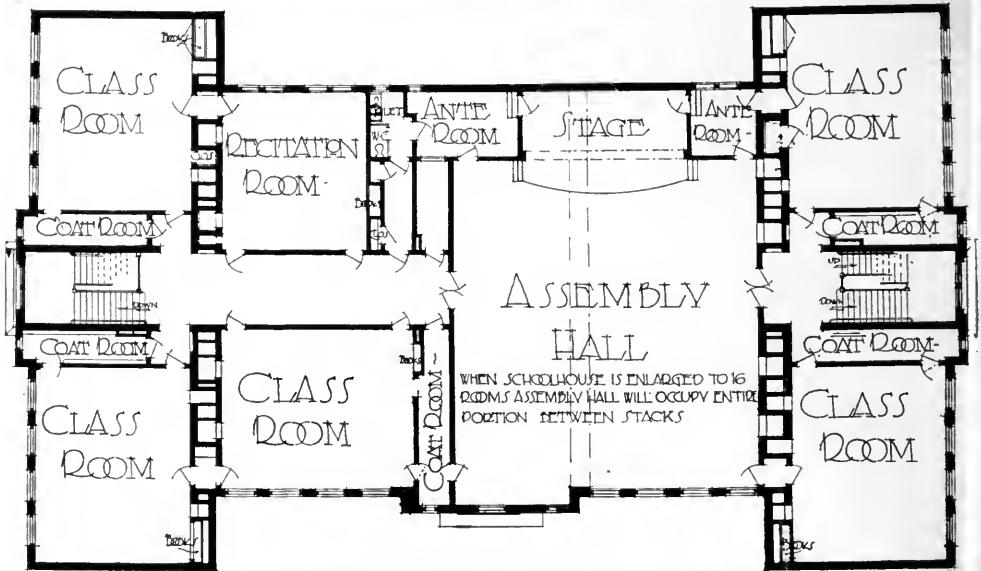 BOOKS
CLASS
ROOM
COAT ROOM
RECITATION
ROOM-
W.C.
BOOKS
ANTE
ROOM
STAGE
ANTE
ROOM-
CLASS
ROOM
COAT ROOM
DOWN
UP
DOWN
ASSEMBLY
HALL
WHEN SCHOOLHOUSE IS ENLARGED TO 16
ROOMS ASSEMBLY HALL WILL OCCUPY ENTIRE
PORTION BETWEEN STACKS
COAT ROOM
CLASS
ROOM
BOOKS
CLASS
ROOM
BOOKS
COAT ROOM-
COAT ROOM-
CLASS
ROOM
BOOKS